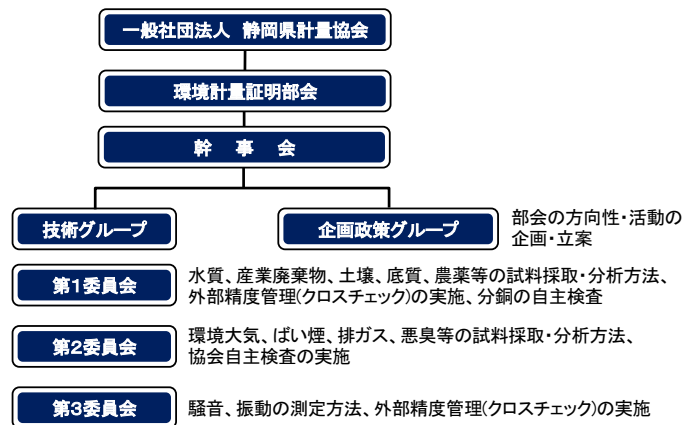 一般社団法人 静岡県計量協会
環境計量証明部会
幹 事 会
技術グループ
企画政策グループ
部会の方向性・活動の
企画・立案
第1委員会
水質、産業廃棄物、土壌、底質、農薬等の試料採取・分析方法、
外部精度管理(クロスチェック)の実施、分銅の自主検査
第2委員会
環境大気、ばい煙、排ガス、悪臭等の試料採取・分析方法、
協会自主検査の実施
第3委員会
騒音、振動の測定方法、外部精度管理(クロスチェック)の実施